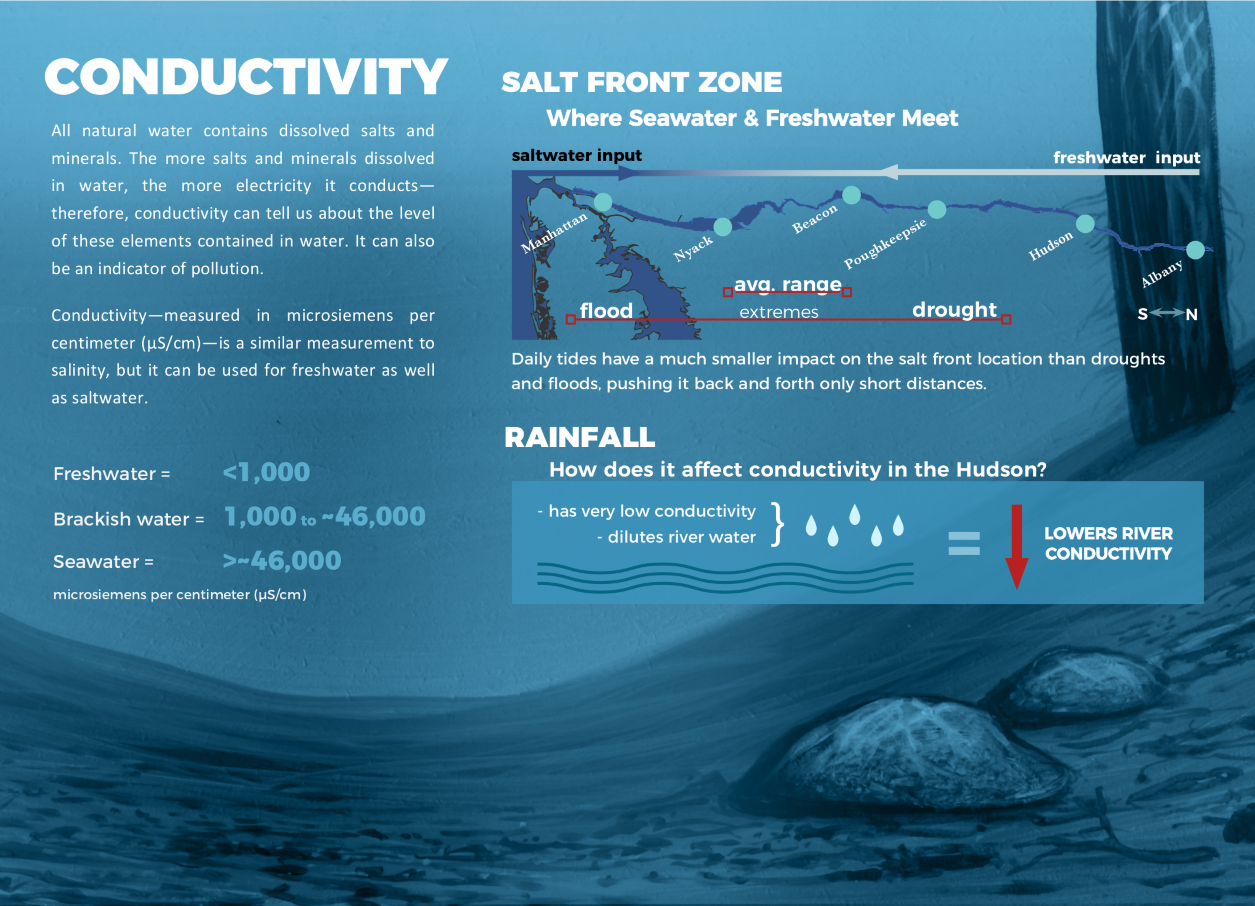 CONDUCTIVITY
All natural water contains dissolved salts and
minerals. The more salts and minerals dissolved
in water, the more electricity it conducts—
therefore, conductivity can tell us about the level
of these elements contained in water. It can also
be an indicator of pollution.
Conductivity—measured in microsiemens per
centimeter (µS/cm)—is a similar measurement to
salinity, but it can be used for freshwater as well
as saltwater.
Freshwater = <1,000
Brackish water = 1,000 to ~46,000
Seawater = >~46,000
microsiemens per centimeter (µS/cm)
SALT FRONT ZONE
Where Seawater & Freshwater Meet
saltwater input
freshwater input
Manhattan
Nyack
Beacon
Poughkeepsie
Hudson
Albany
avg. range
flood
extremes
drought
S N
Daily tides have a much smaller impact on the salt front location than droughts
and floods, pushing it back and forth only short distances.
RAINFALL
How does it affect conductivity in the Hudson?
- has very low conductivity
- dilutes river water
}
=
LOWERS RIVER
CONDUCTIVITY